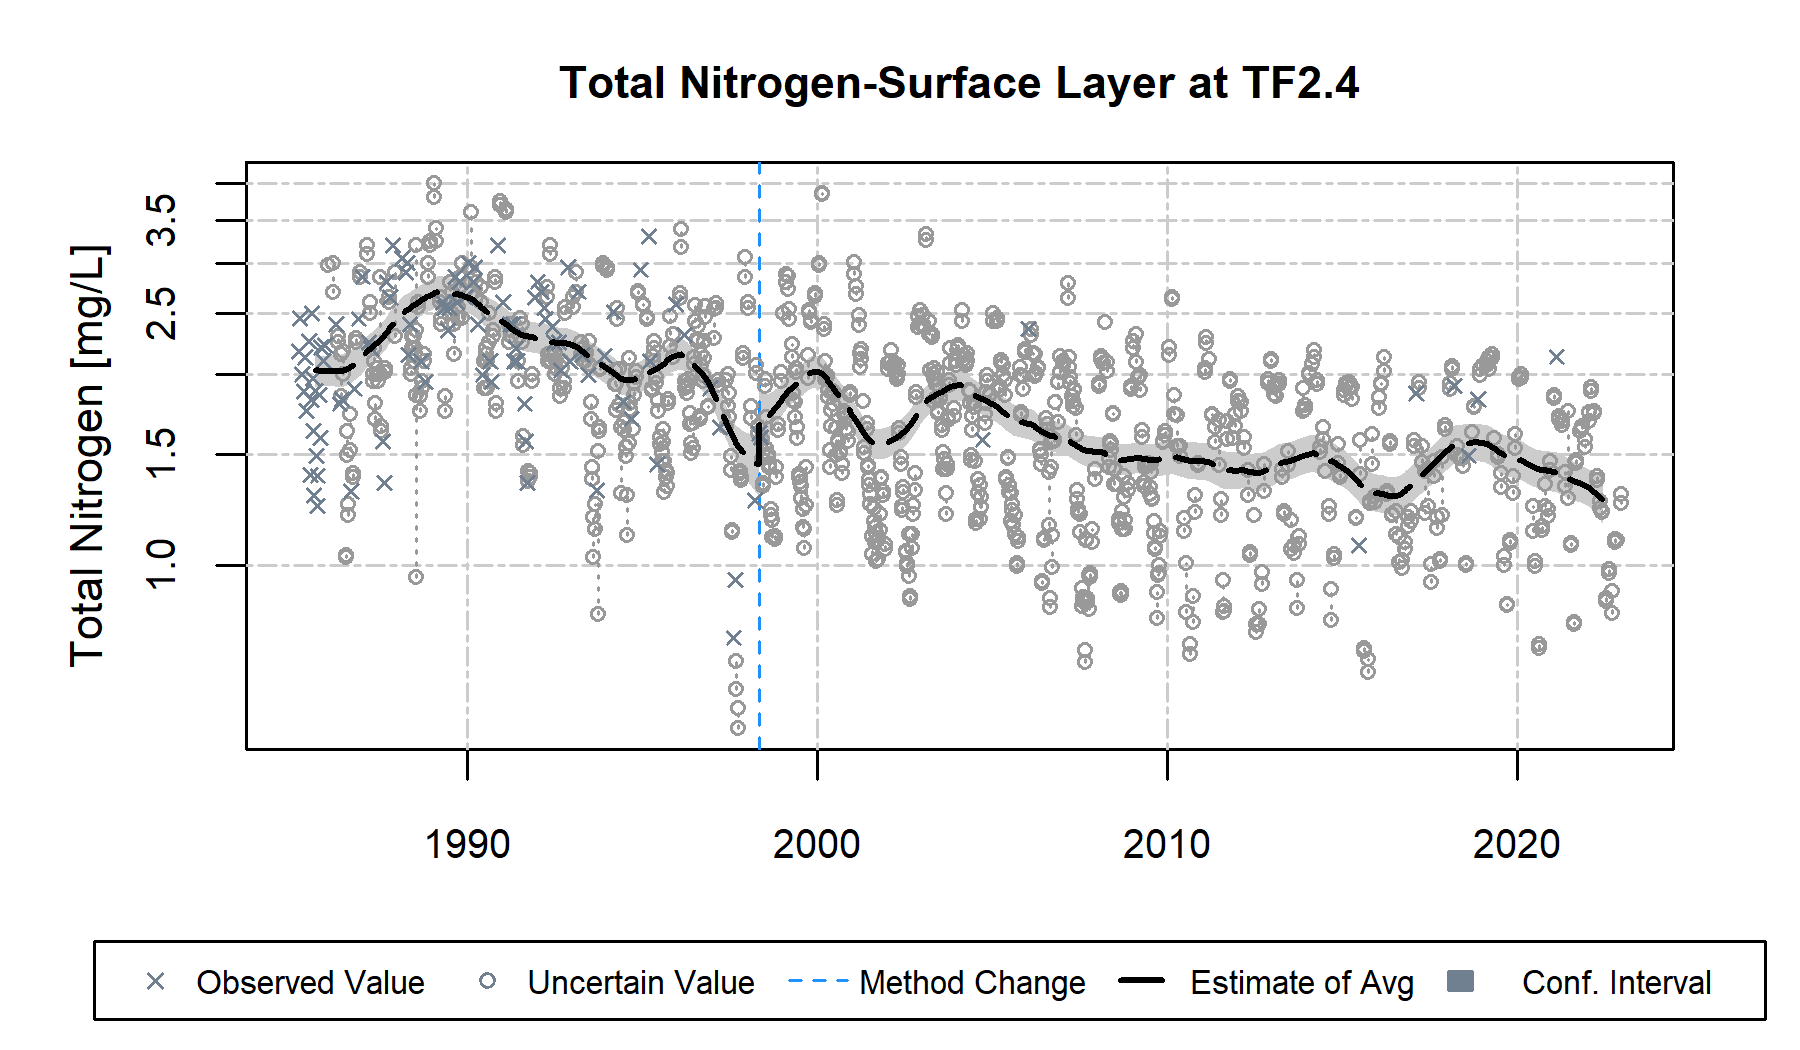 Total Nitrogen-Surface Layer at TF2.4
Total Nitrogen [mg/L]
3.5
2.5
1.5
1.0
1990 2000 2010 2020
Observed Value Uncertain Value Method Change Estimate of Avg Conf. Interval